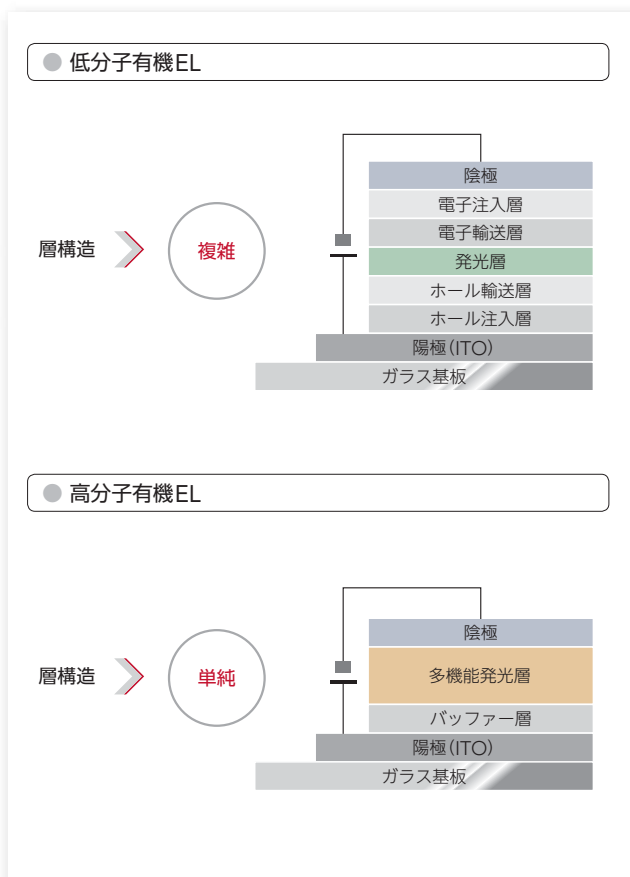 低分子有機EL
層構造
複雑
陰極
電子注入層
電子輸送層
発光層
ホール輸送層
ホール注入層
陽極(ITO)
ガラス基板
高分子有機EL
層構造
単純
陰極
多機能発光層
バッファー層
陽極(ITO)
ガラス基板